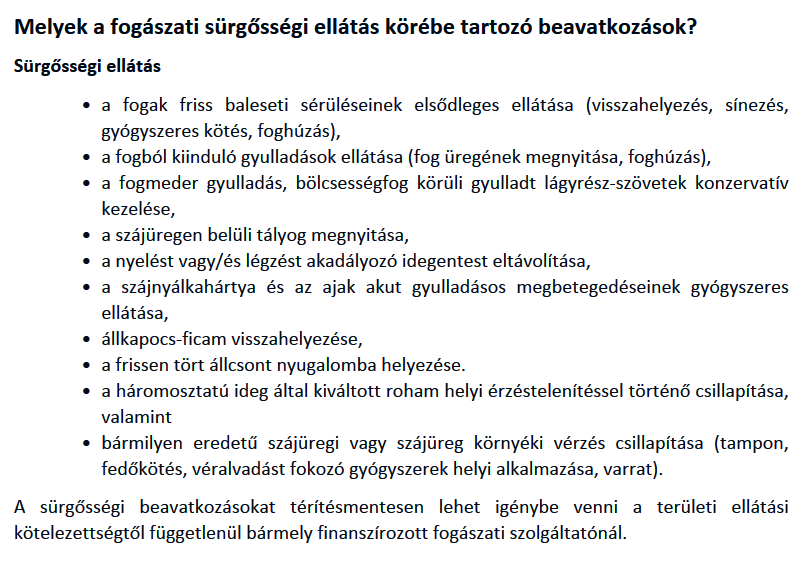 Melyek a fogászati sürgősségi ellátás körébe tartozó beavatkozások?
Sürgősségi ellátás
• a fogak friss baleseti sérüléseinek elsődleges ellátása (visszahelyezés, sínezés,
gyógyszeres kötés, foghúzás),
• a fogból kiinduló gyulladások ellátása (fog üregének megnyitása, foghúzás),
• a fogmeder gyulladás, bölcsességfog körüli gyulladt lágyrész-szövetek konzervatív
kezelése,
• a szájüregen belüli tályog megnyitása,
• a nyelést vagy/és légzést akadályozó idegentest eltávolítása,
• a szájnyálkahártya és az ajak akut gyulladásos megbetegedéseinek gyógyszeres
ellátása,
• állkapocs-ficam visszahelyezése,
• a frissen tört állcsont nyugalomba helyezése.
• a háromosztatú ideg által kiváltott roham helyi érzéstelenítéssel történő csillapítása,
valamint
• bármilyen eredetű szájüregi vagy szájüreg környéki vérzés csillapítása (tampon,
fedőkötés, véralvadást fokozó gyógyszerek helyi alkalmazása, varrat).
A sürgősségi beavatkozásokat térítésmentesen lehet igénybe venni a területi ellátási
kötelezettségtől függetlenül bármely finanszírozott fogászati szolgáltatónál.